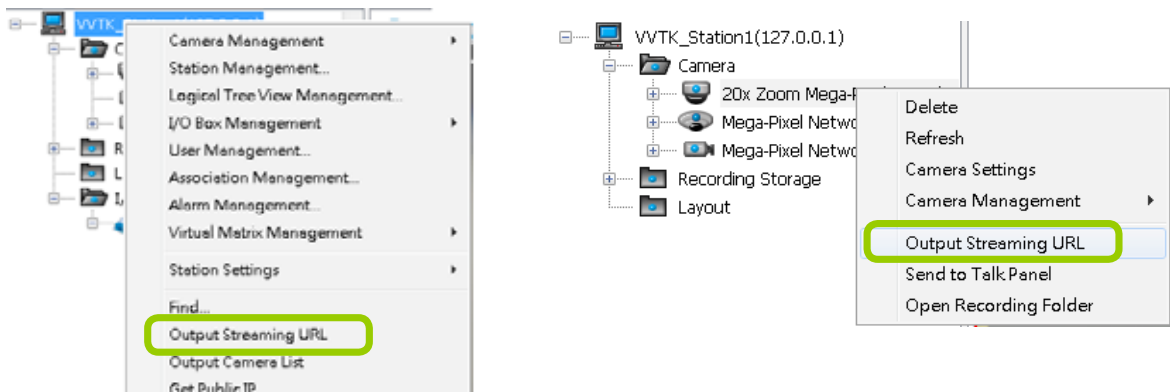 VVTK_
Camera Management
Station Management...
Logical Tree View Management...
I/O Box Management
User Management...
Association Management...
Alarm Management...
Virtual Matrix Management
Station Settings
Find...
Output Streaming URL
Output Camera List
Get Public IP
C
R
L
VVTK_Station1(127.0.0.1)
Camera
20x Zoom Mega-P
Mega-Pixel Netwo
Mega-Pixel Netwo
Recording Storage
Layout
Delete
Refresh
Camera Settings
Camera Management
Output Streaming URL
Send to Talk Panel
Open Recording Folder